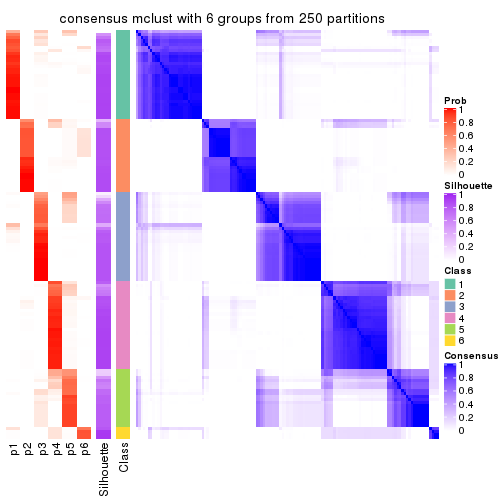 consensus mclust with 6 groups from 250 partitions
Prob
1
0.8
0.6
0.4
0.2
0
Silhouette
1
0.8
0.6
0.4
0.2
0
Class
1
2
3
4
5
6
Consensus
1
0.8
0.6
0.4
0.2
0
p1
p2
p3
p4
p5
p6
Silhouette
Class